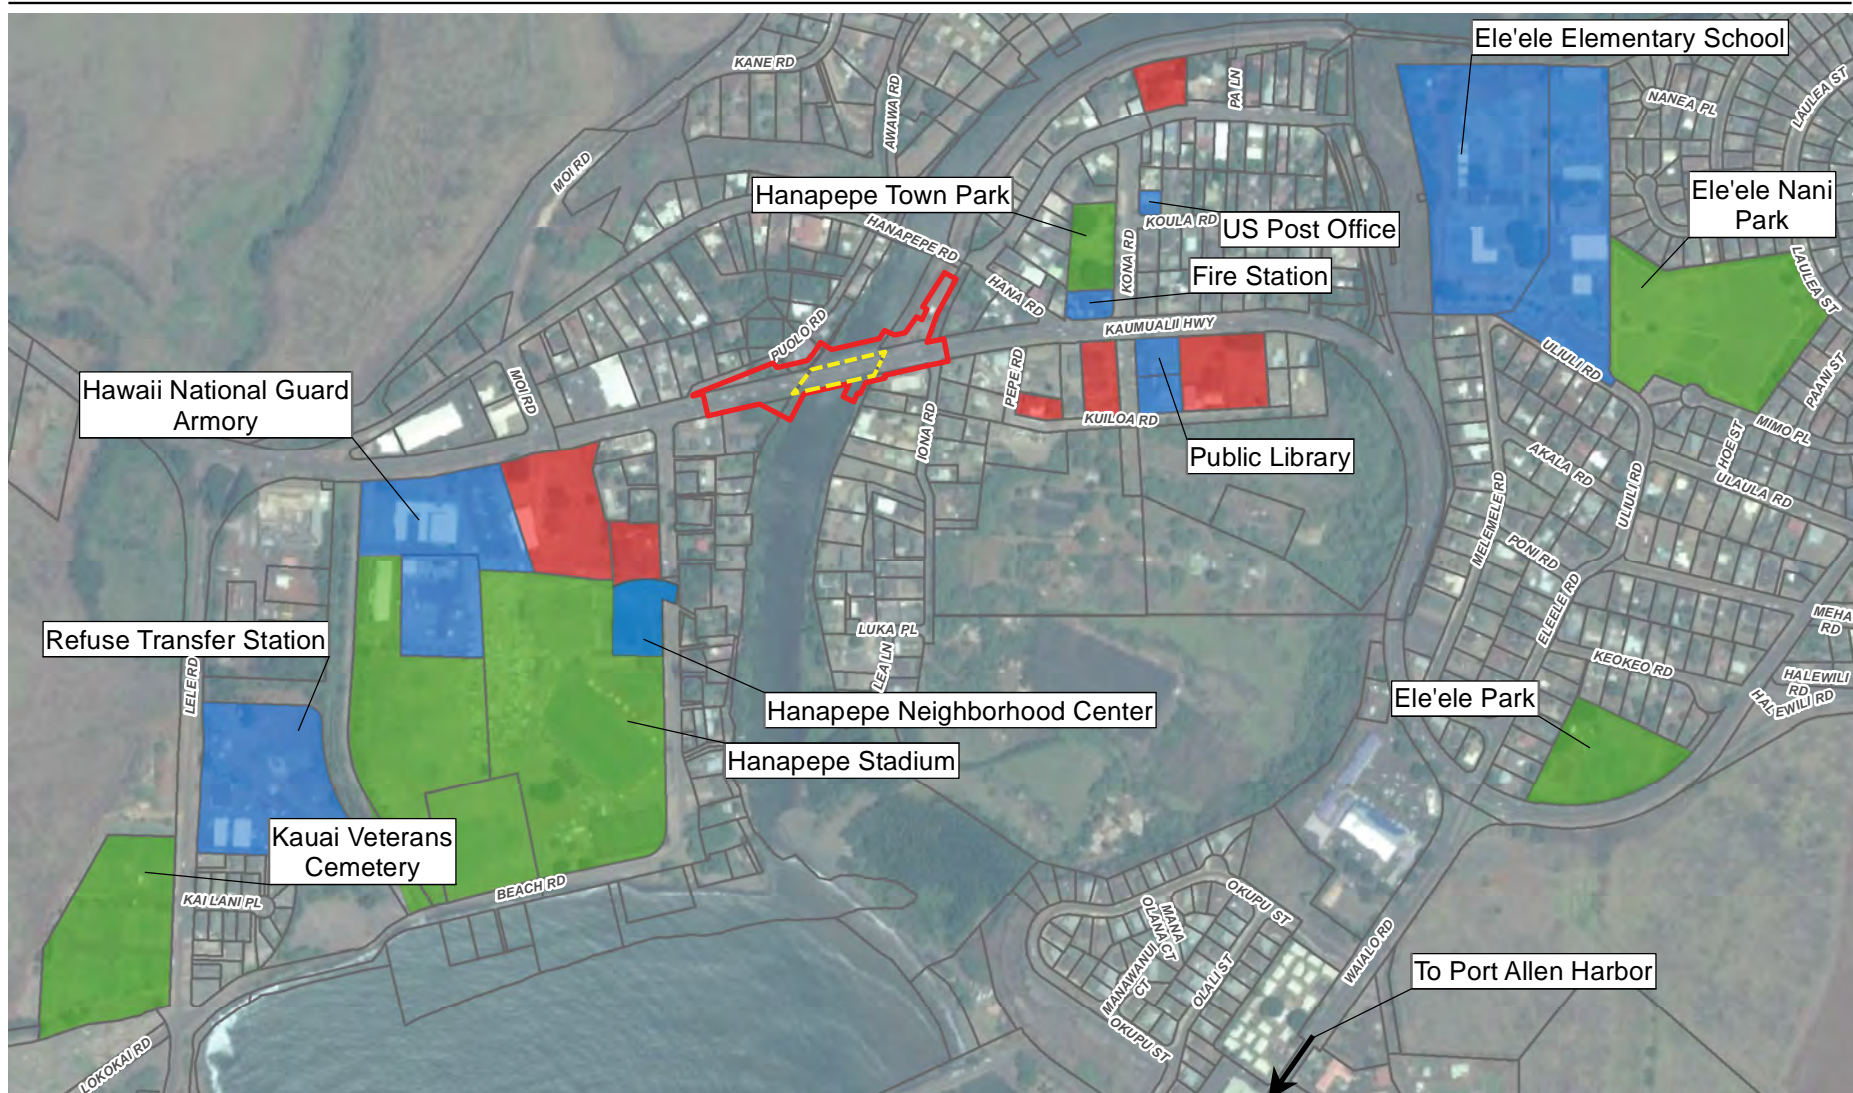 Ele'ele Elementary School
KANE RD
AWAWA RD
PA LN
NANEA PL
LAULEA ST
MOI RD
Hanapepe Town Park
HANAPEPE RD
KOULA RD
US Post Office
Ele'ele Nani
Park
KONA RD
Fire Station
LAULEA ST
HANA RD
KAUMUALII HWY
PUOLO RD
ULIULI RD
PAANI ST
Hawaii National Guard
Armory
MOI RD
PEPE RD
IONA RD
KUILOA RD
Public Library
MIMO PL
HOE ST
AKALA RD
ULAULA RD
ULIULI RD
MELEMELE RD
PONI RD
ELEELE RD
MEHA
RD
Refuse Transfer Station
LUKA PL
LEA LN
LELE RD
KEOKEO RD
HALEWILI
RD
HALEWILI RD
Ele'ele Park
Hanapepe Neighborhood Center
Hanapepe Stadium
Kauai Veterans
Cemetery
KAI LANI PL
BEACH RD
OKUPU ST
MANA
OLANA CT
MANAWANUI
CT
OLALI ST
WAIALO RD
To Port Allen Harbor
OKUPU ST
LOKOKAI RD